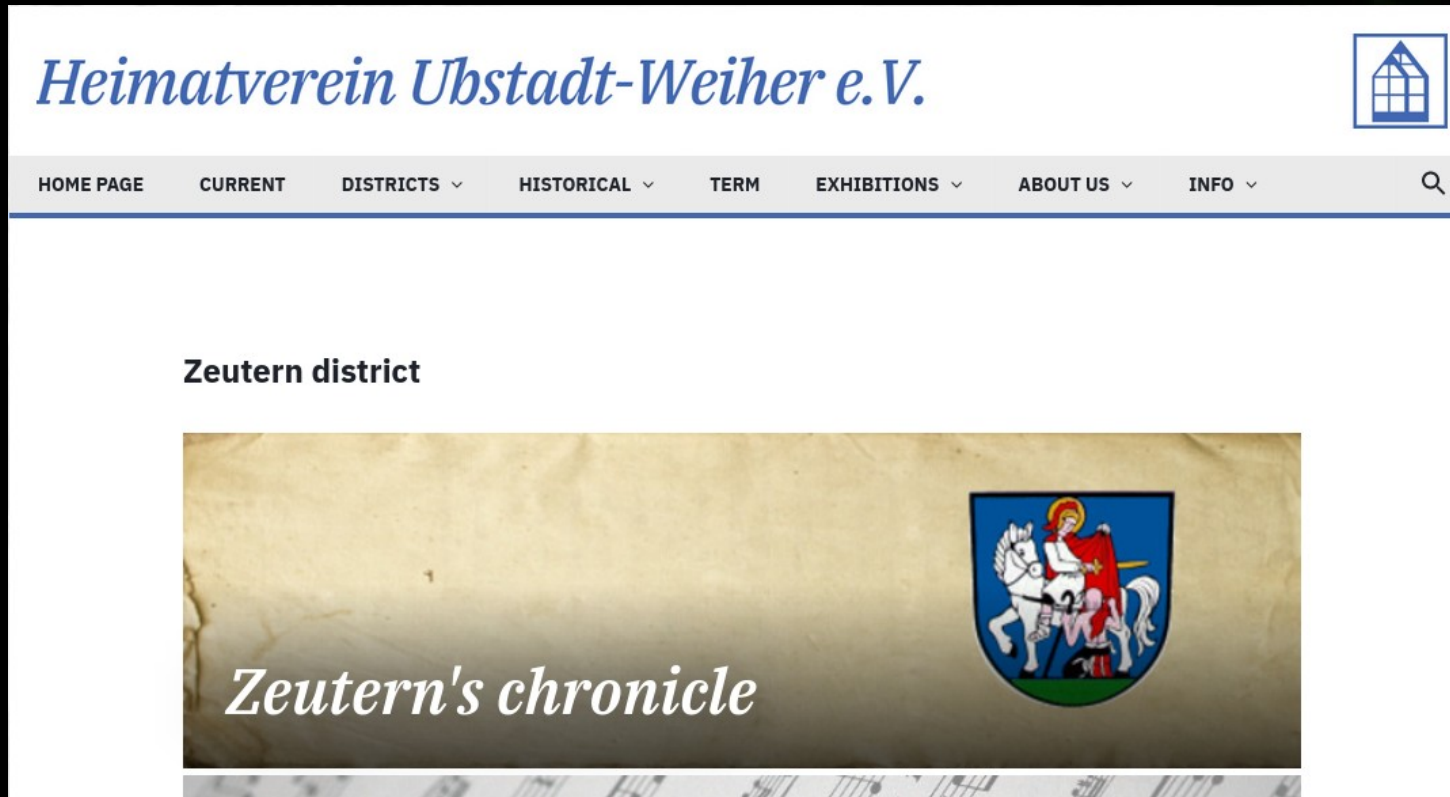 Heimatverein Ubstadt-Weiher e.V.
HOME PAGE CURRENT DISTRICTS HISTORICAL TERM EXHIBITIONS ABOUT US INFO
Zeutern district
Zeutern's chronicle